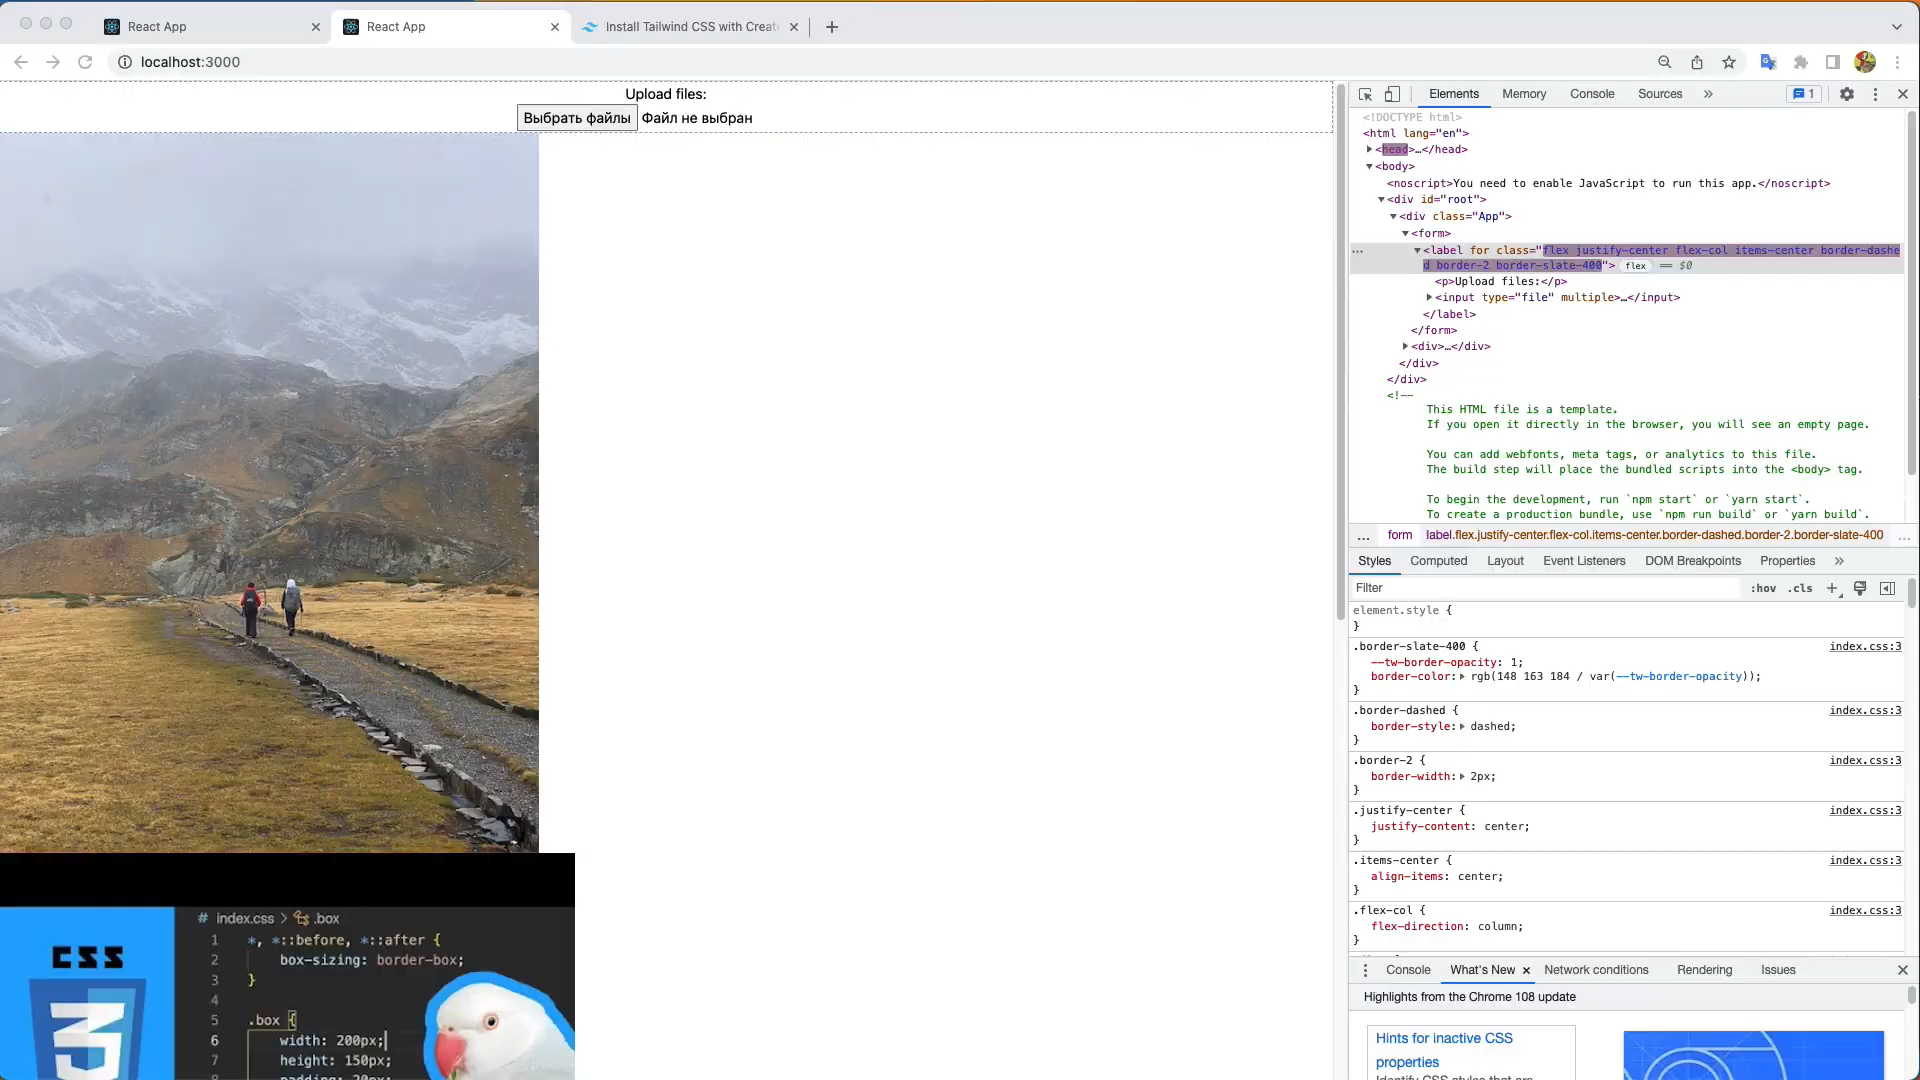 React App
React App
Install Tailwind CSS with Create
localhost:3000
Upload files:
Выбрать файлы Файл не выбран
Elements Memory Console Sources » 1
<!DOCTYPE html>
<html lang="en">
<head>…</head>
<body>
<noscript>You need to enable JavaScript to run this app.</noscript>
<div id="root">
<div class="App">
<form>
<label for class="flex justify-center flex-col items-center border-dashe
d border-2 border-slate-400"> flex == $0
<p>Upload files:</p>
<input type="file" multiple>…</input>
</label>
</form>
<div>…</div>
</div>
</div>
<!--
This HTML file is a template.
If you open it directly in the browser, you will see an empty page.
You can add webfonts, meta tags, or analytics to this file.
The build step will place the bundled scripts into the <body> tag.
To begin the development, run `npm start` or `yarn start`.
To create a production bundle, use `npm run build` or `yarn build`.
... form label.flex.justify-center.flex-col.items-center.border-dashed.border-2.border-slate-400 ...
Styles Computed Layout Event Listeners DOM Breakpoints Properties »
Filter :hov .cls +
element.style {
}
.border-slate-400 { index.css:3
--tw-border-opacity: 1;
border-color: rgb(148 163 184 / var(--tw-border-opacity));
}
.border-dashed { index.css:3
border-style: dashed;
}
.border-2 { index.css:3
border-width: 2px;
}
.justify-center { index.css:3
justify-content: center;
}
.items-center { index.css:3
align-items: center;
}
.flex-col { index.css:3
flex-direction: column;
}
Console What's New × Network conditions Rendering Issues
Highlights from the Chrome 108 update
Hints for inactive CSS
properties
Identify CSS styles that are
CSS
3
# index.css > .box
1 *, *::before, *::after {
2 box-sizing: border-box;
3 }
4
5 .box {
6 width: 200px;
7 height: 150px;
8 padding: 20px;